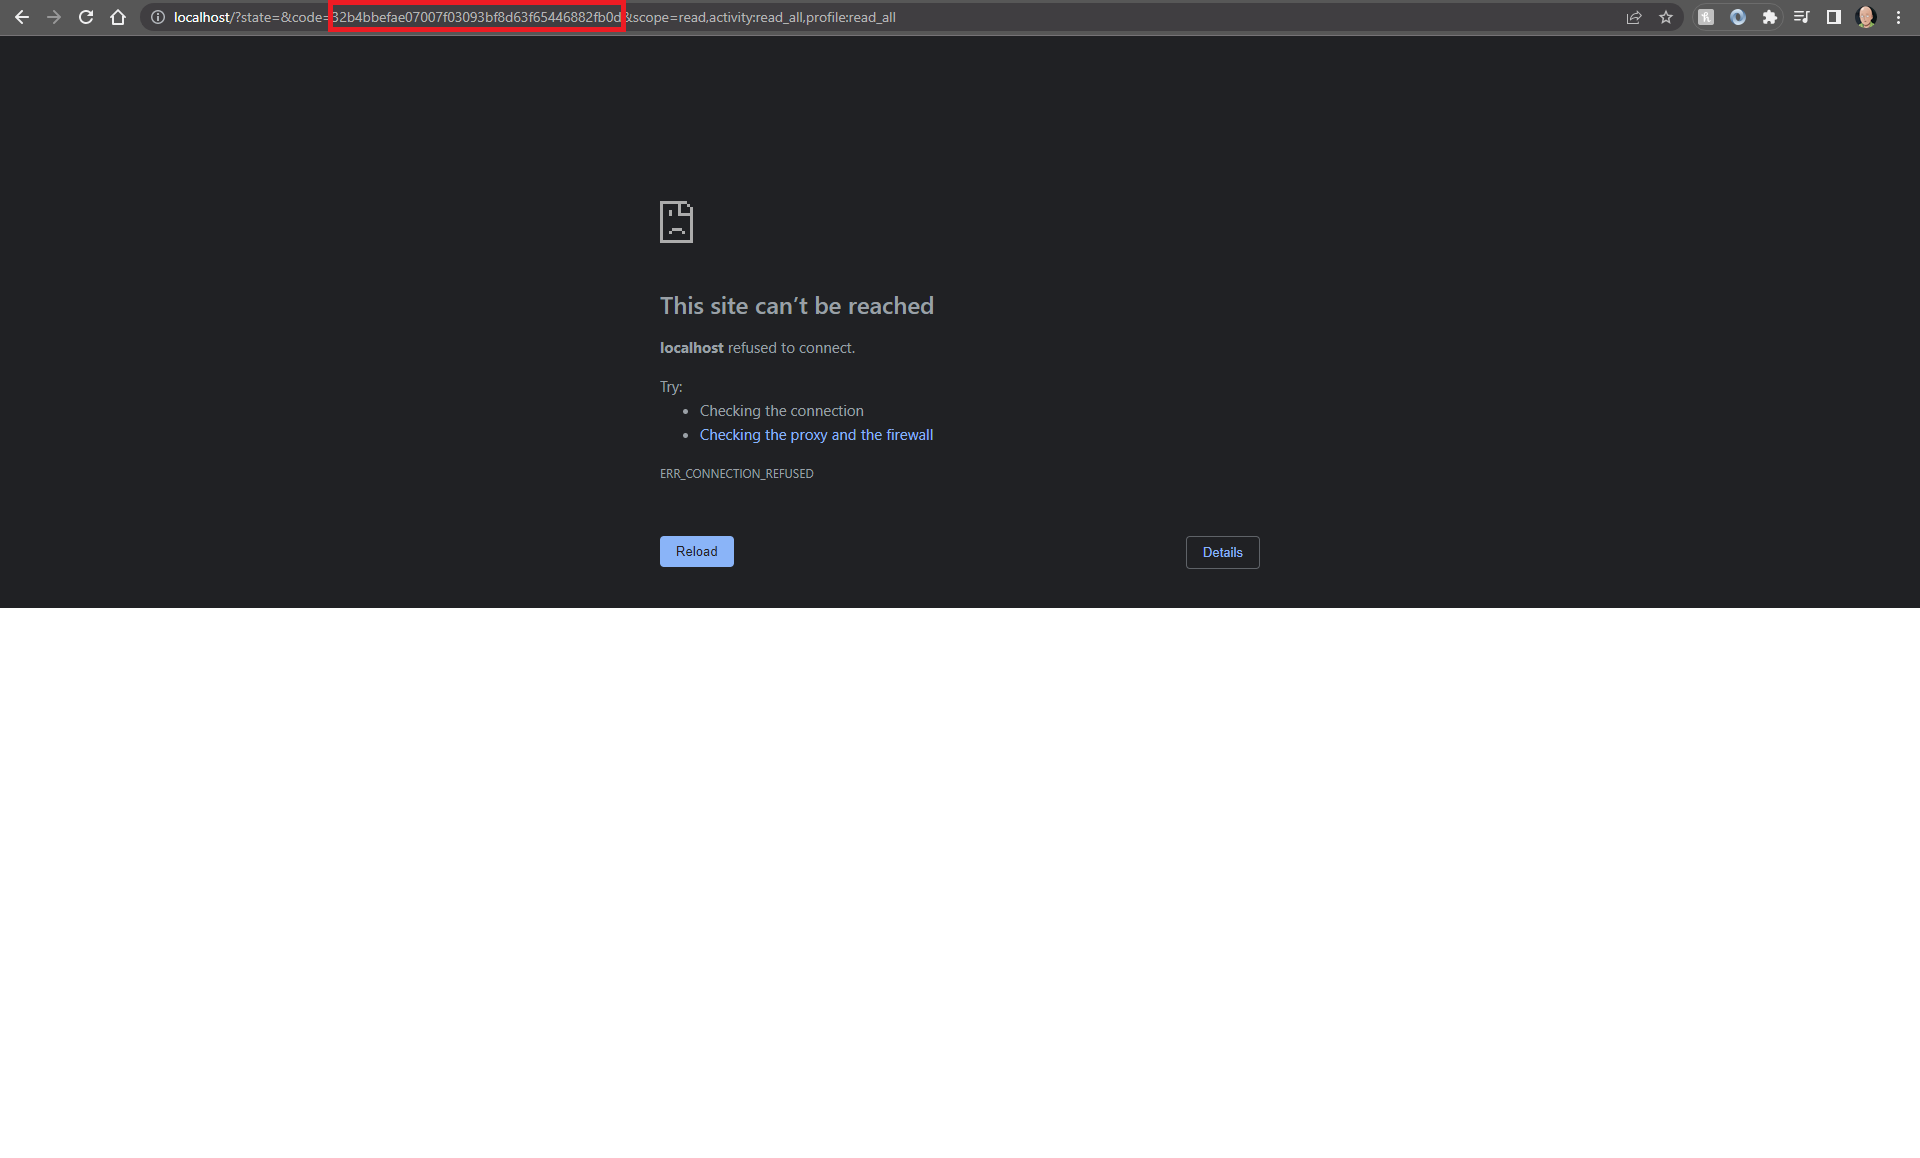 localhost/?state=&code=32b4bbefae07007f03093bf8d63f65446882fb0d&scope=read,activity:read_all,profile:read_all
This site can’t be reached
localhost refused to connect.
Try:
• Checking the connection
• Checking the proxy and the firewall
ERR_CONNECTION_REFUSED
Reload
Details